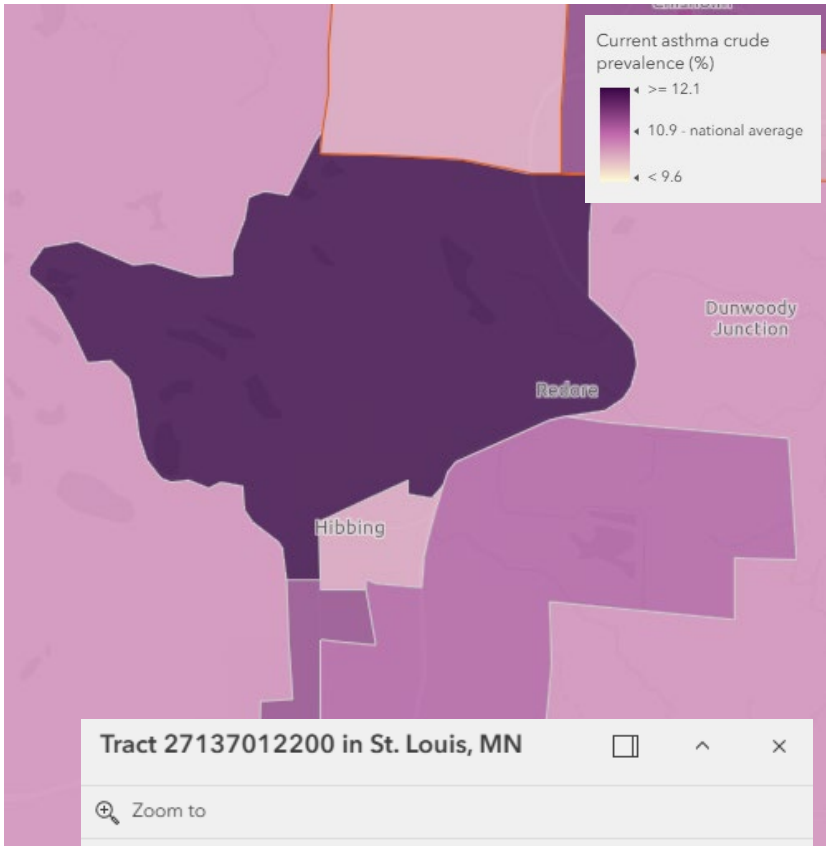 Current asthma crude
prevalence (%)
>= 12.1
10.9 - national average
< 9.6
Dunwoody
Junction
Redore
Hibbing
Tract 27137012200 in St. Louis, MN
Zoom to